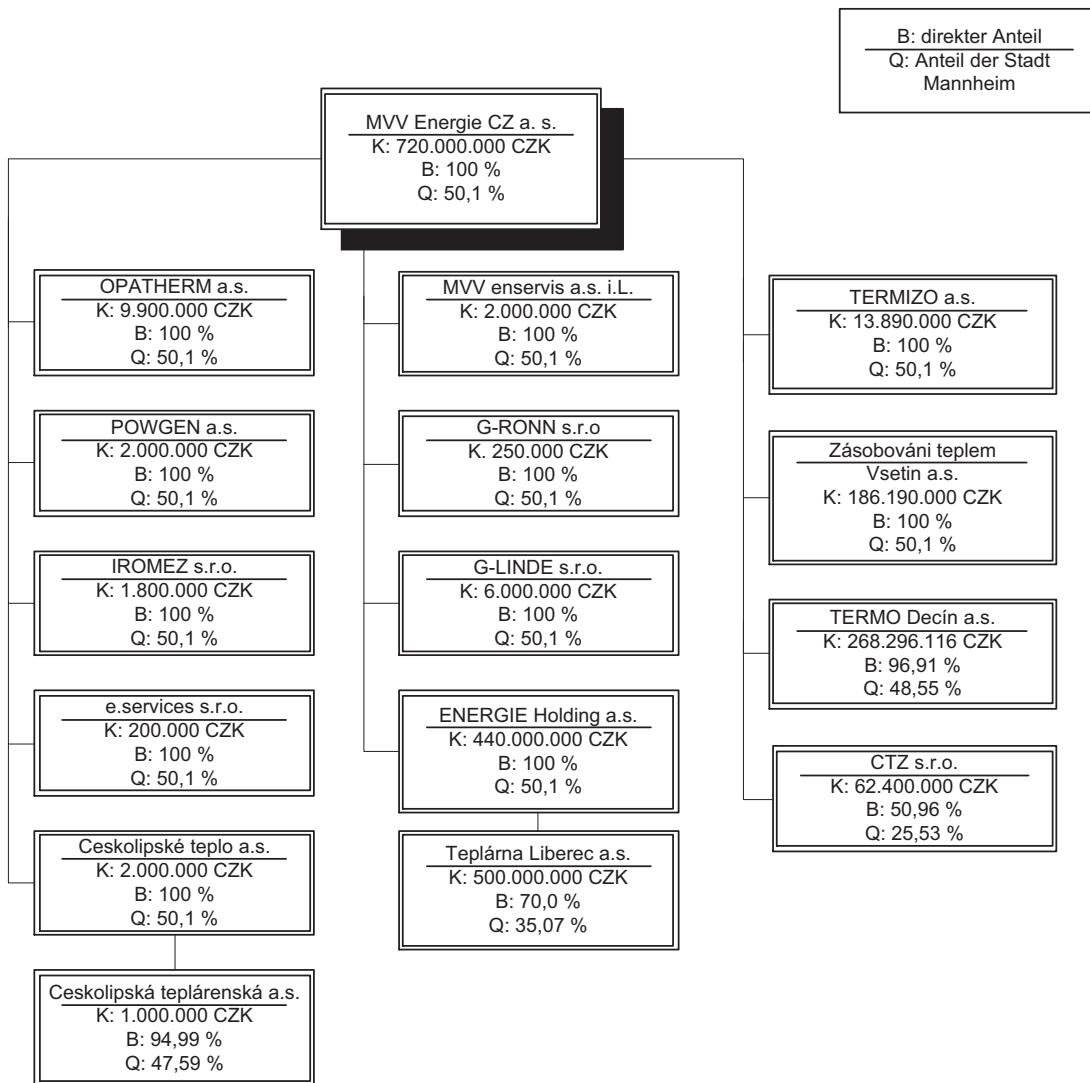 B: direkter Anteil
Q: Anteil der Stadt
Mannheim
MVV Energie CZ a. s.
K: 720.000.000 CZK
B: 100 %
Q: 50,1 %
OPATHERM a.s.
K: 9.900.000 CZK
B: 100 %
Q: 50,1 %
POWGEN a.s.
K: 2.000.000 CZK
B: 100 %
Q: 50,1 %
IROMEZ s.r.o.
K: 1.800.000 CZK
B: 100 %
Q: 50,1 %
e.services s.r.o.
K: 200.000 CZK
B: 100 %
Q: 50,1 %
Ceskolipské teplo a.s.
K: 2.000.000 CZK
B: 100 %
Q: 50,1 %
Ceskolipská teplárenská a.s.
K: 1.000.000 CZK
B: 94,99 %
Q: 47,59 %
MVV enservis a.s. i.L.
K: 2.000.000 CZK
B: 100 %
Q: 50,1 %
G-RONN s.r.o
K. 250.000 CZK
B: 100 %
Q: 50,1 %
G-LINDE s.r.o.
K: 6.000.000 CZK
B: 100 %
Q: 50,1 %
ENERGIE Holding a.s.
K: 440.000.000 CZK
B: 100 %
Q: 50,1 %
Teplárna Liberec a.s.
K: 500.000.000 CZK
B: 70,0 %
Q: 35,07 %
TERMIZO a.s.
K: 13.890.000 CZK
B: 100 %
Q: 50,1 %
Zásobováni teplem
Vsetin a.s.
K: 186.190.000 CZK
B: 100 %
Q: 50,1 %
TERMO Decín a.s.
K: 268.296.116 CZK
B: 96,91 %
Q: 48,55 %
CTZ s.r.o.
K: 62.400.000 CZK
B: 50,96 %
Q: 25,53 %